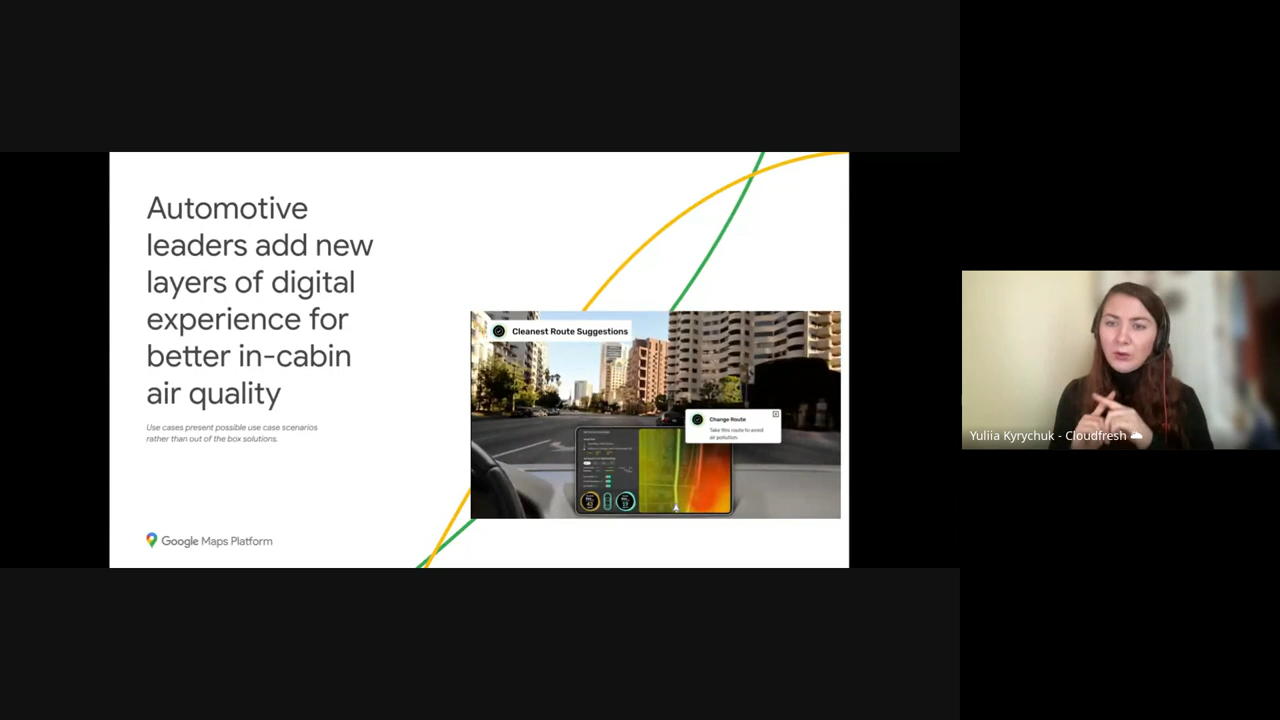 Automotive
leaders add new
layers of digital
experience for
better in-cabin
air quality
Use cases present possible use case scenarios
rather than out of the box solutions.
Google Maps Platform
Cleanest Route Suggestions
Change Route
Take this route to avoid
air pollution.
Yuliia Kyrychuk - Cloudfresh